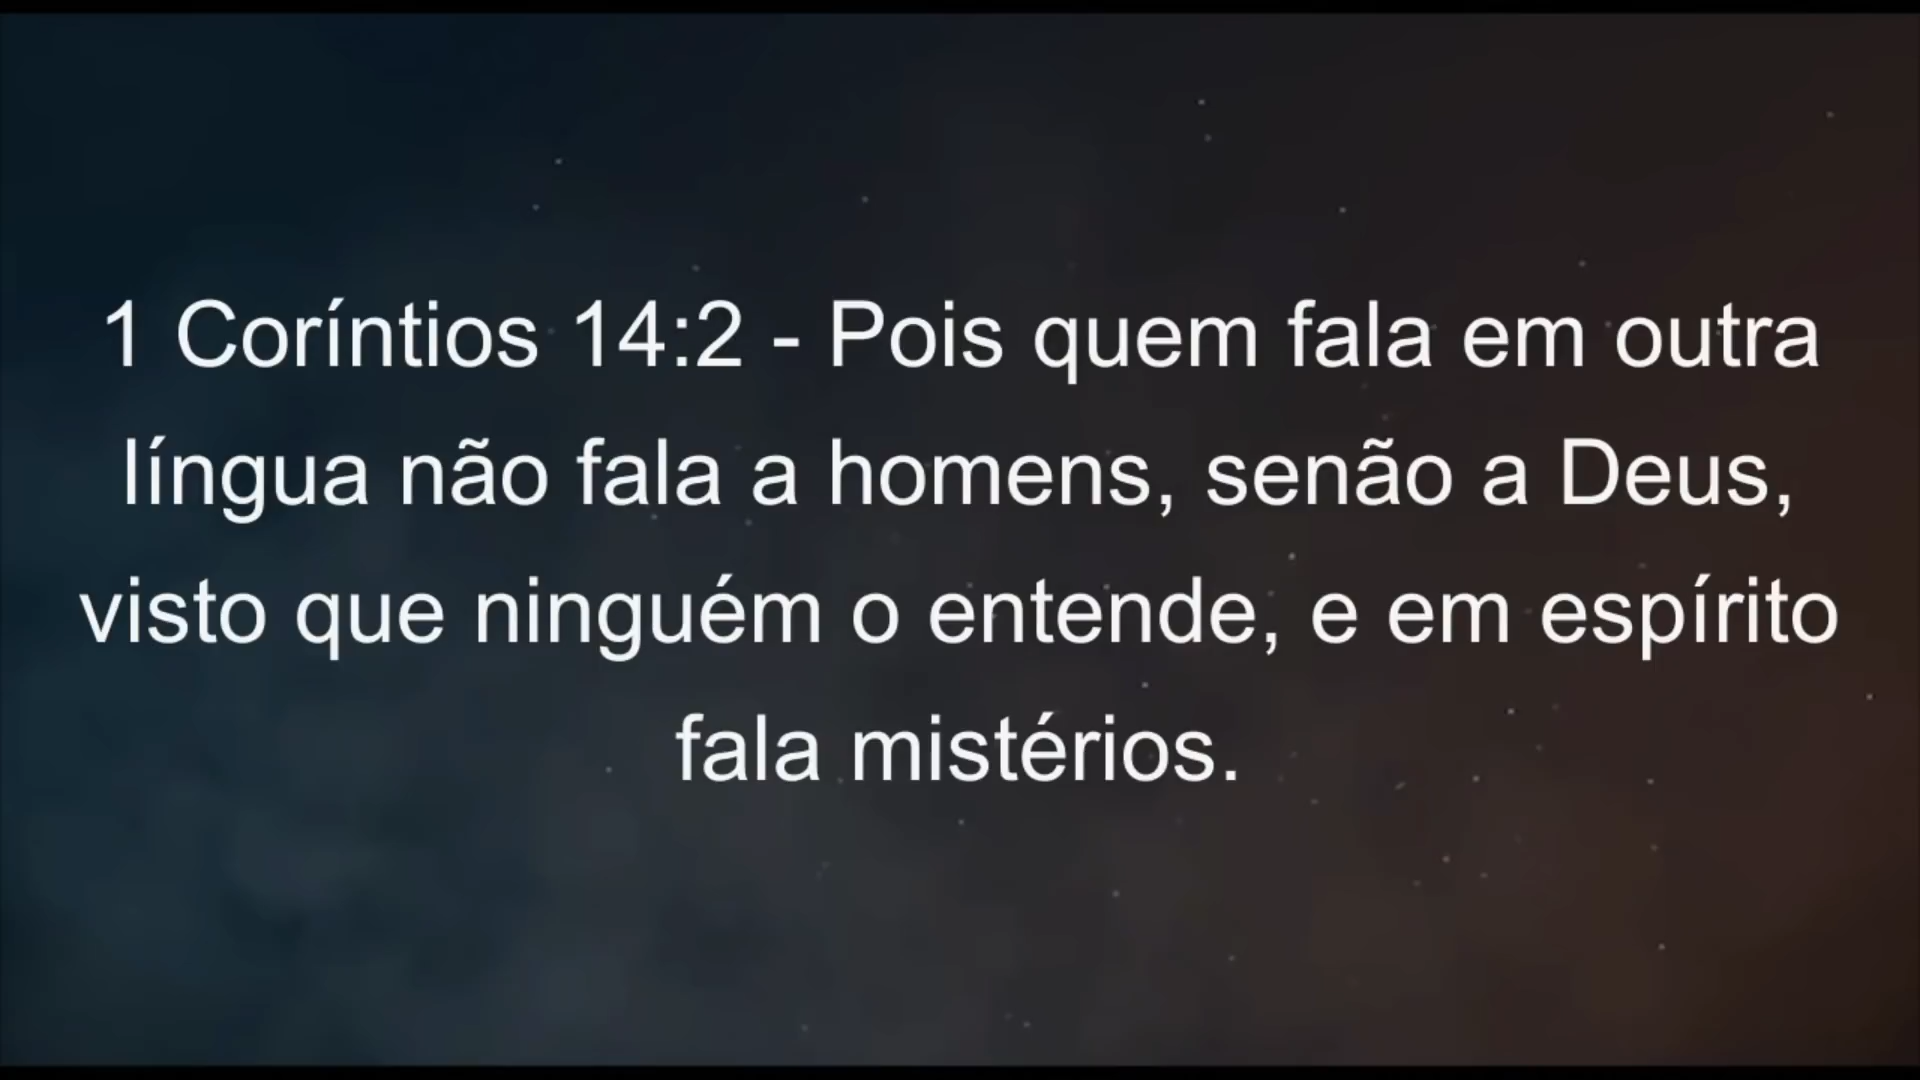 1 Coríntios 14:2 - Pois quem fala em outra
língua não fala a homens, senão a Deus,
visto que ninguém o entende, e em espírito
fala mistérios.